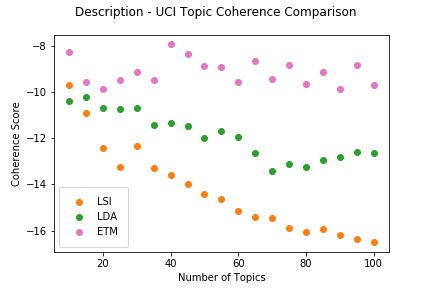 Description - UCI Topic Coherence Comparison
Coherence Score
−8
−10
−12
−14
−16
LSI
LDA
ETM
20
40
60
80
100
Number of Topics